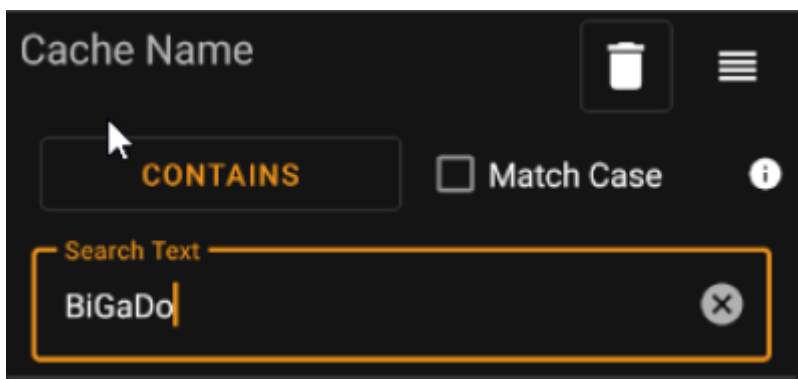 Cache Name
CONTAINS
Match Case
Search Text
BiGaDo